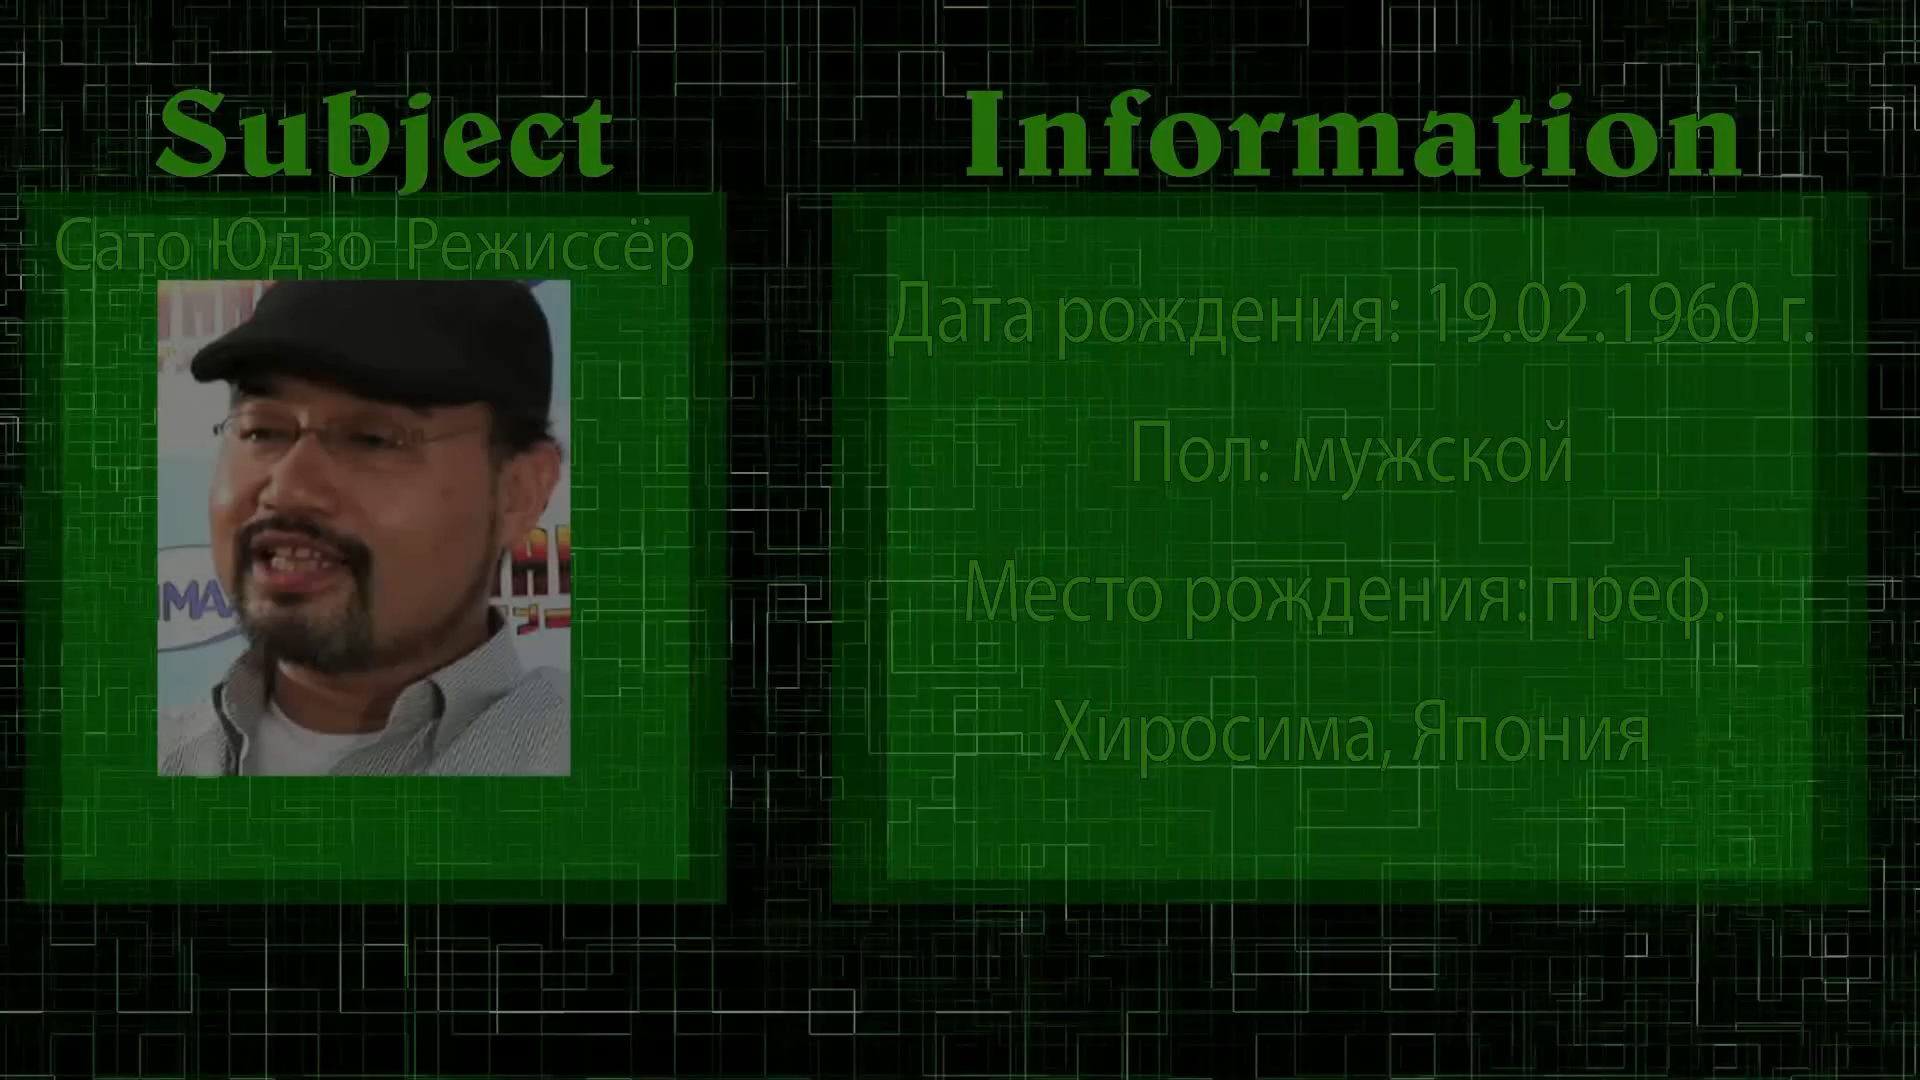 Subject
Information
Сато Юдзо Режиссёр
Дата рождения: 19.02.1960 г.
Пол: мужской
Место рождения: преф.
Хиросима, Япония